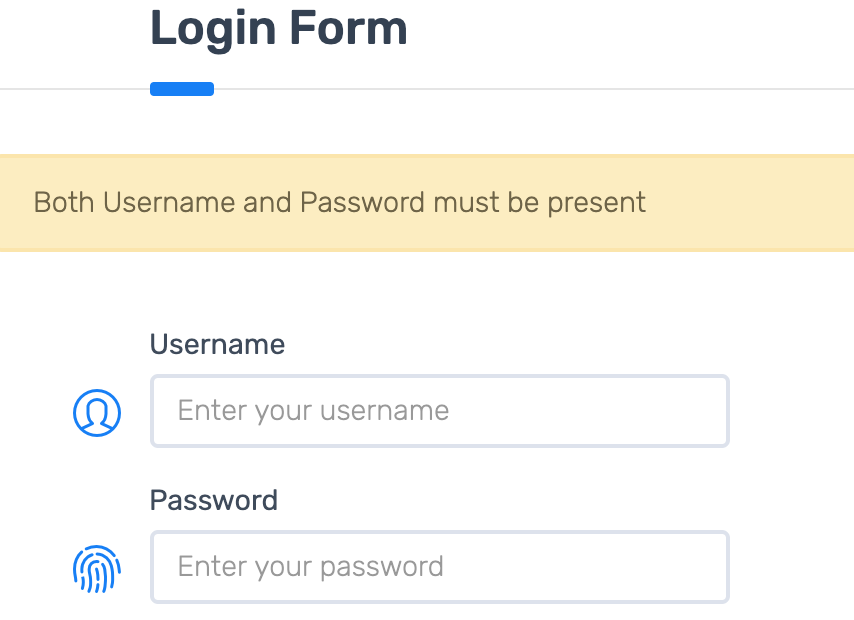 Login Form
Both Username and Password must be present
Username
Enter your username
Password
Enter your password